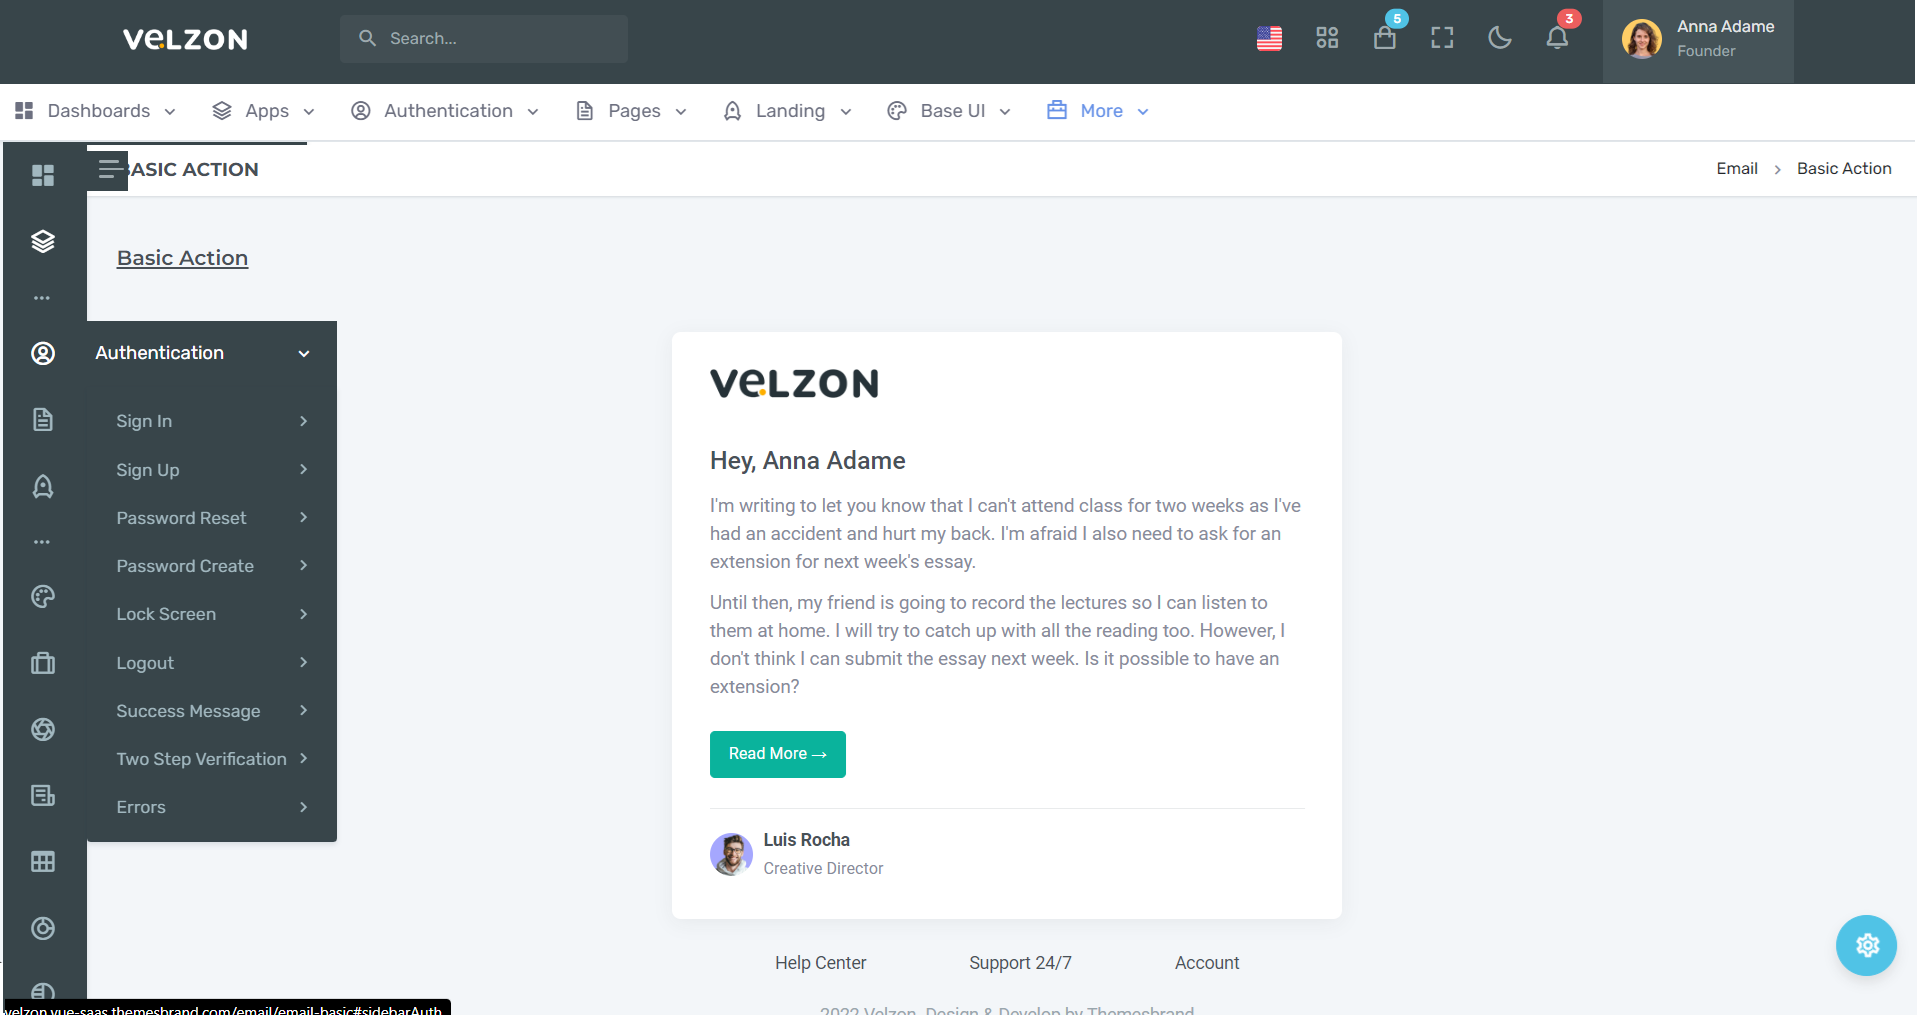 VELZON
Search...
5
3
Anna Adame
Founder
Dashboards
Apps
Authentication
Pages
Landing
Base UI
More
BASIC ACTION
Email > Basic Action
Basic Action
Authentication
Sign In
Sign Up
Password Reset
Password Create
Lock Screen
Logout
Success Message
Two Step Verification
Errors
VELZON
Hey, Anna Adame
I'm writing to let you know that I can't attend class for two weeks as I've
had an accident and hurt my back. I'm afraid I also need to ask for an
extension for next week's essay.
Until then, my friend is going to record the lectures so I can listen to
them at home. I will try to catch up with all the reading too. However, I
don't think I can submit the essay next week. Is it possible to have an
extension?
Read More →
Luis Rocha
Creative Director
Help Center
Support 24/7
Account
2022 Velzon. Design & Develop by Themesbrand
velzon.vue-saas.themesbrand.com/email/email-basic#sidebarAuth